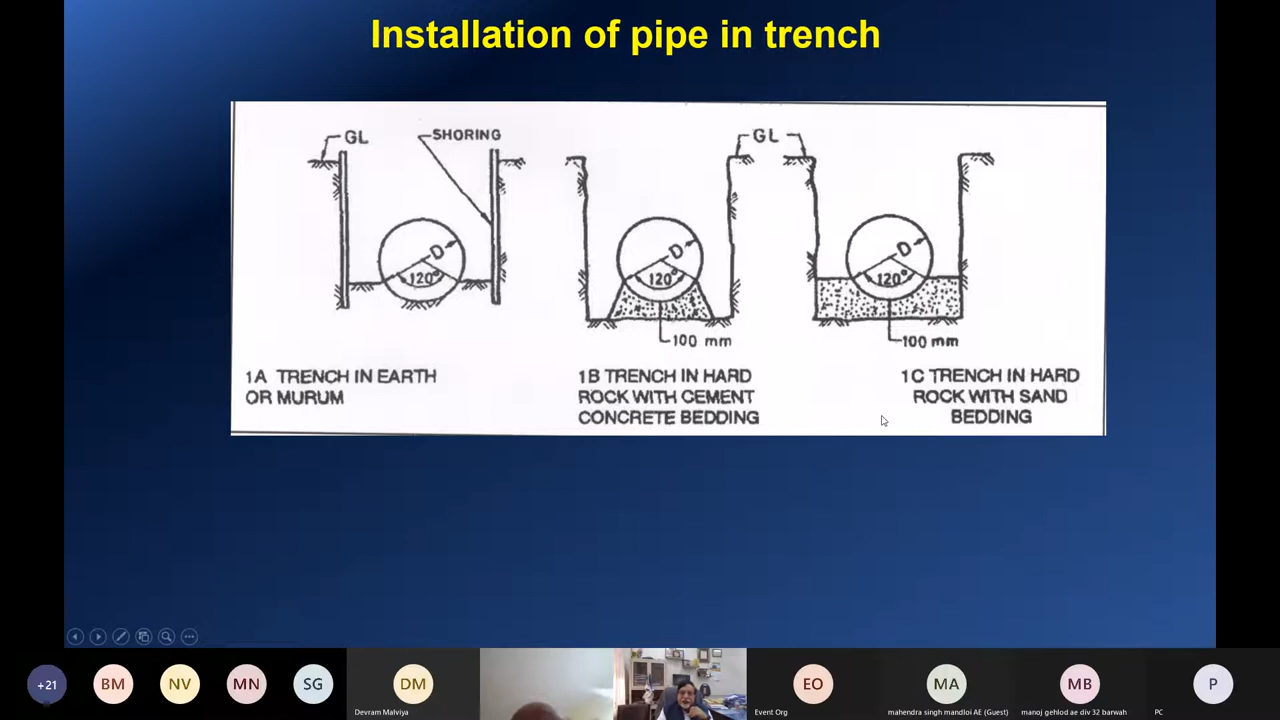 Installation of pipe in trench
GL
SHORING
GL
D
120°
D
120°
D
120°
100 mm
100 mm
1A TRENCH IN EARTH
OR MURUM
1B TRENCH IN HARD
ROCK WITH CEMENT
CONCRETE BEDDING
1C TRENCH IN HARD
ROCK WITH SAND
BEDDING
+21
BM
NV
MN
SG
DM
Devram Malviya
EO
Event Org
MA
mahendra singh mandloi AE (Guest)
MB
manoj gehlod ae div 32 barwah
P
PC